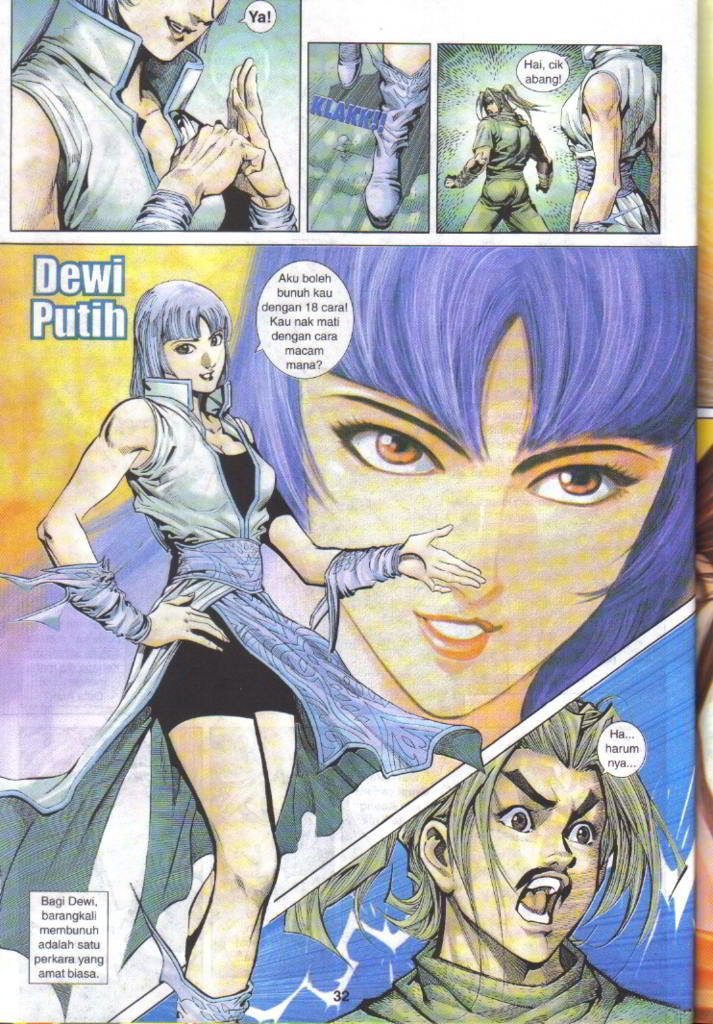 Ya!
KLAKK!!
Hai, cik
abang!
Dewi
Putih
Aku boleh
bunuh kau
dengan 18 cara!
Kau nak mati
dengan cara
macam
mana?
Ha...
harum
nya...
Bagi Dewi,
barangkali
membunuh
adalah satu
perkara yang
amat biasa.
32